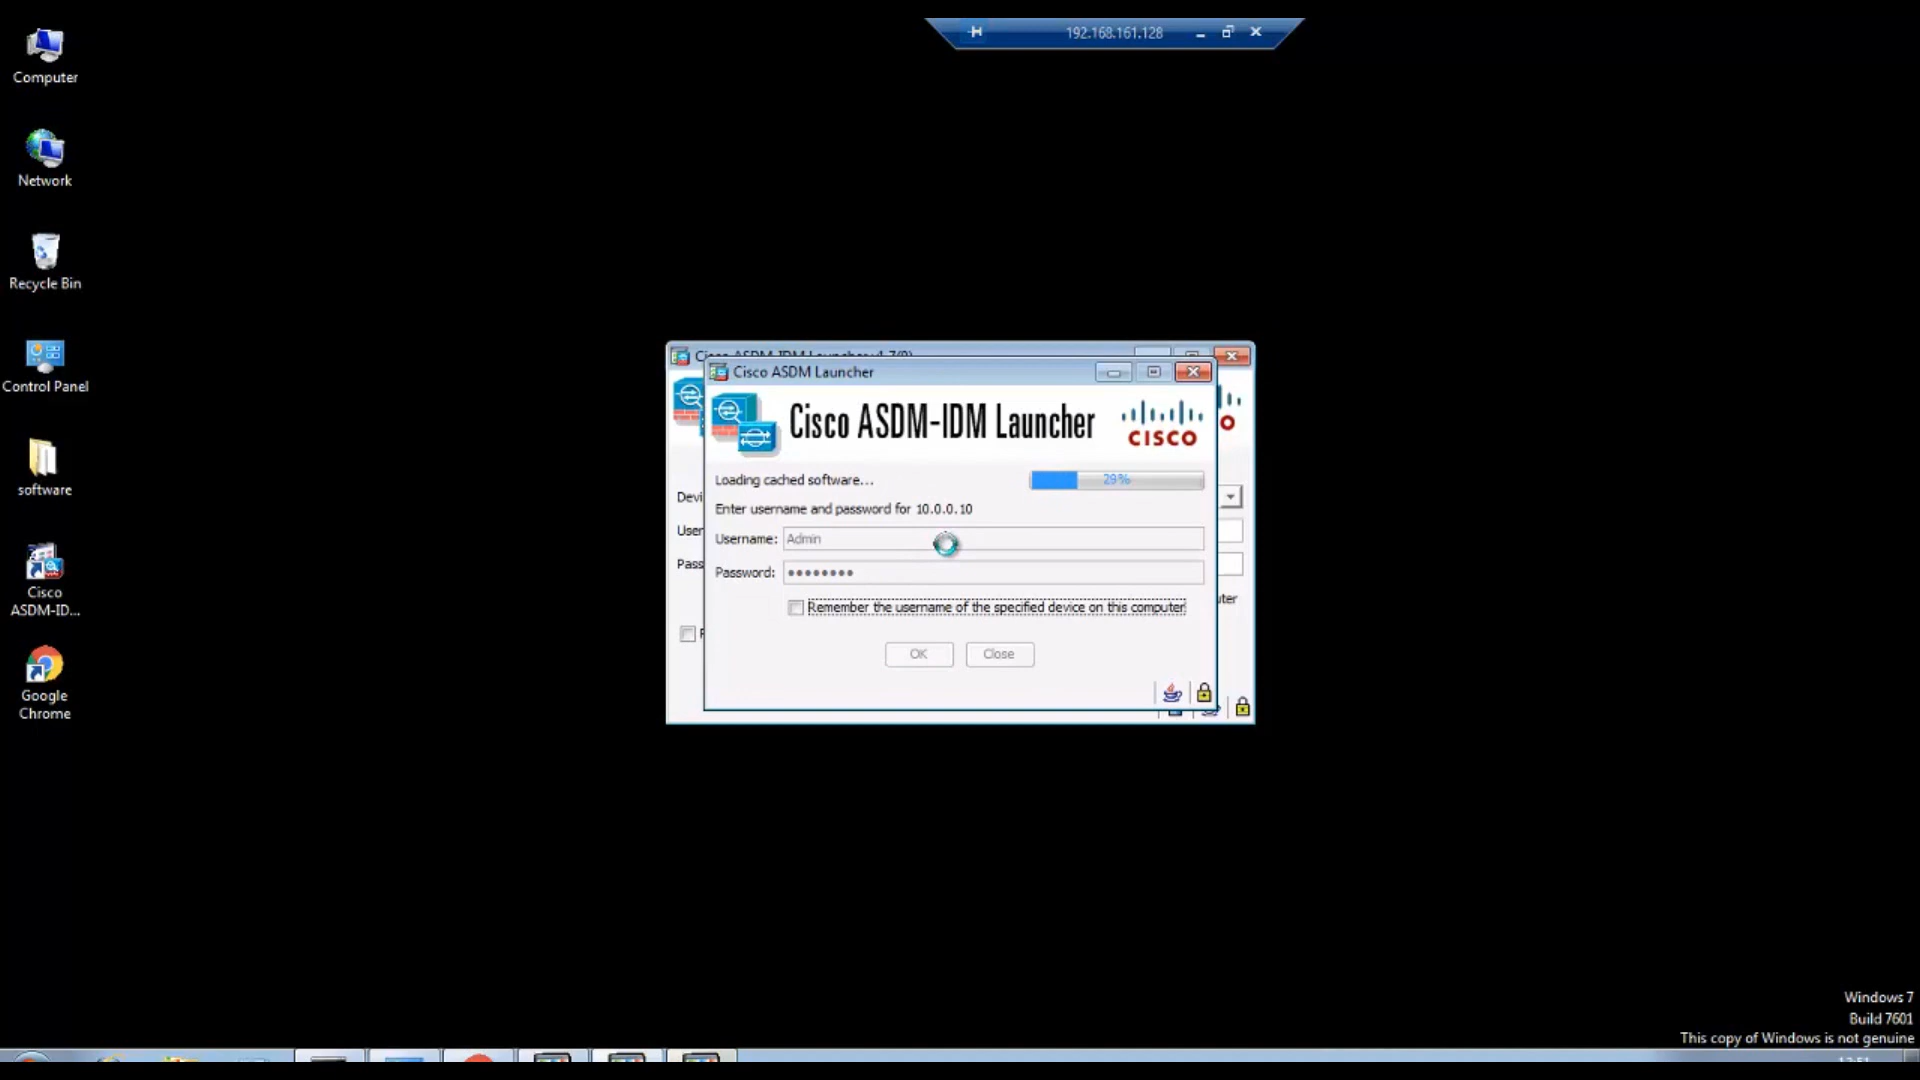 192.168.161.128
Computer
Network
Recycle Bin
Control Panel
software
Cisco
ASDM-ID...
Google
Chrome
Cisco ASDM Launcher
Cisco ASDM-IDM Launcher
CISCO
Loading cached software...
29%
Enter username and password for 10.0.0.10
Username: Admin
Password: ••••••••
Remember the username of the specified device on this computer
OK
Close
Devi
User
Pass
Windows 7
Build 7601
This copy of Windows is not genuine